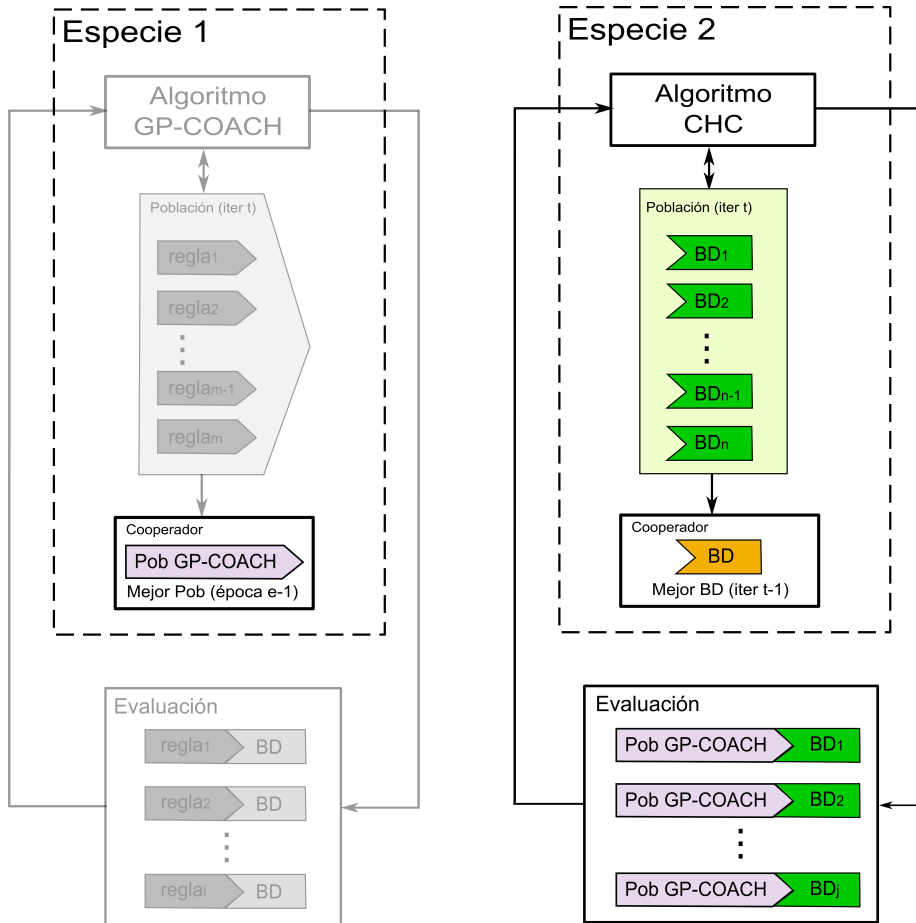 Especie 1
Algoritmo
GP-COACH
Población (iter t)
regla1
regla2
reglam-1
reglam
Cooperador
Pob GP-COACH
Mejor Pob (época e-1)
Evaluación
regla1 BD
regla2 BD
reglai BD
Especie 2
Algoritmo
CHC
Población (iter t)
BD1
BD2
BDn-1
BDn
Cooperador
BD
Mejor BD (iter t-1)
Evaluación
Pob GP-COACH BD1
Pob GP-COACH BD2
Pob GP-COACH BDj